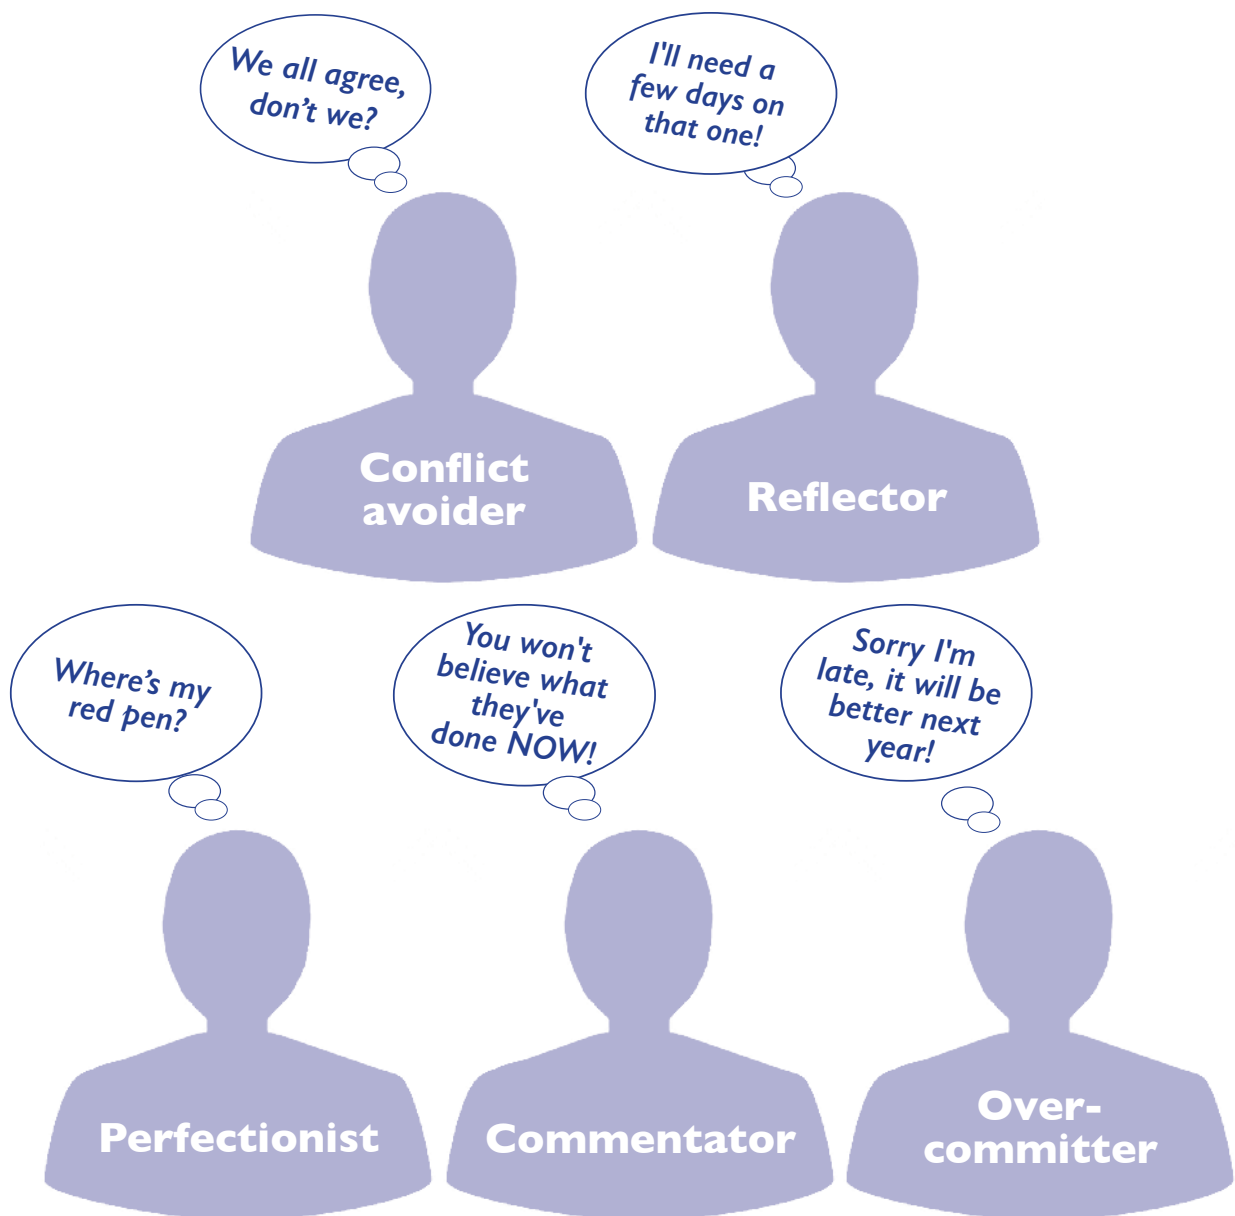 We all agree,
don’t we?
I'll need a
few days on
that one!
Conflict
avoider
Reflector
Where’s my
red pen?
You won't
believe what
they've
done NOW!
Sorry I'm
late, it will be
better next
year!
Perfectionist
Commentator
Over-
committer